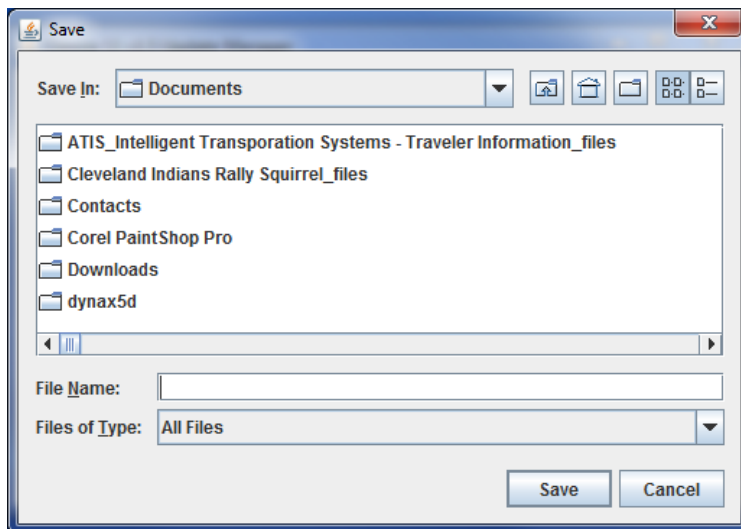 Save
Save In: Documents
ATIS_Intelligent Transporation Systems - Traveler Information_files
Cleveland Indians Rally Squirrel_files
Contacts
Corel PaintShop Pro
Downloads
dynax5d
File Name:
Files of Type: All Files
Save Cancel